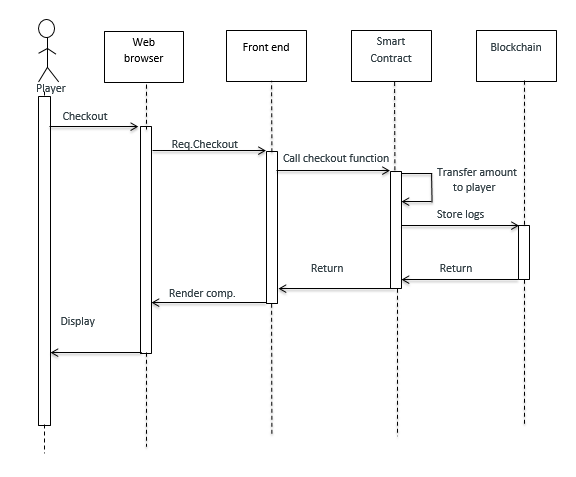 Web
browser
Front end
Smart
Contract
Blockchain
Player
Checkout
Req.Checkout
Call checkout function
Transfer amount
to player
Store logs
Return
Return
Render comp.
Display